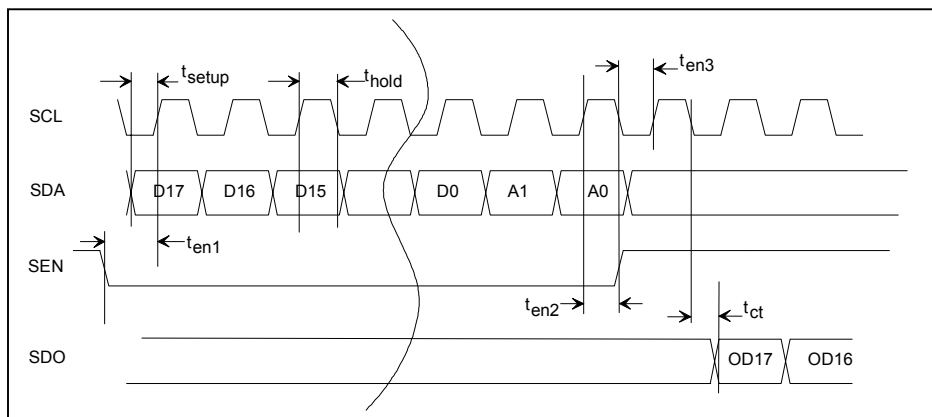 t_setup t_hold t_en3
SCL
SDA D17 D16 D15 D0 A1 A0
t_en1
SEN
t_en2 t_ct
SDO OD17 OD16